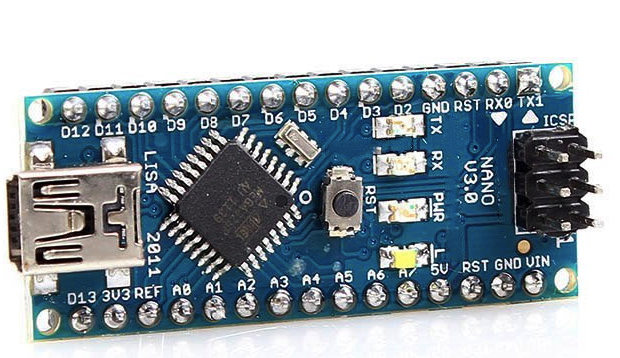 D12 D11 D10 D9 D8 D7 D6 D5 D4 D3 D2 GND RST RX0 TX1
TX
ICSP
RX
NANO
V3.0
PWR
RST
L
LISA 2011
D13 3V3 REF A0 A1 A2 A3 A4 A5 A6 A7 5V RST GND VIN